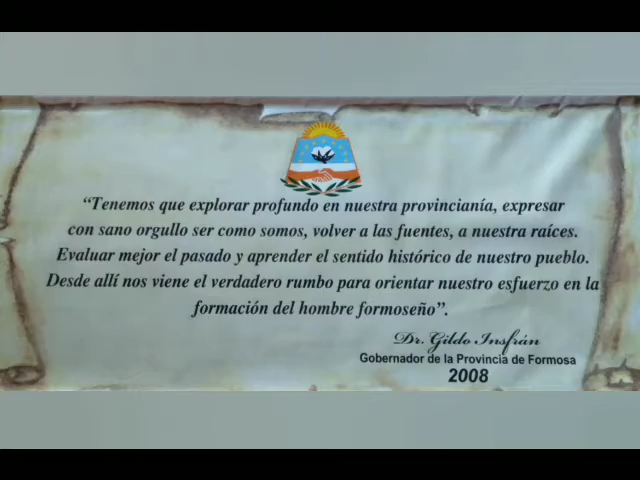 “Tenemos que explorar profundo en nuestra provincianía, expresar
con sano orgullo ser como somos, volver a las fuentes, a nuestra raíces.
Evaluar mejor el pasado y aprender el sentido histórico de nuestro pueblo.
Desde allí nos viene el verdadero rumbo para orientar nuestro esfuerzo en la
formación del hombre formoseño”.
Dr. Gildo Insfrán
Gobernador de la Provincia de Formosa
2008